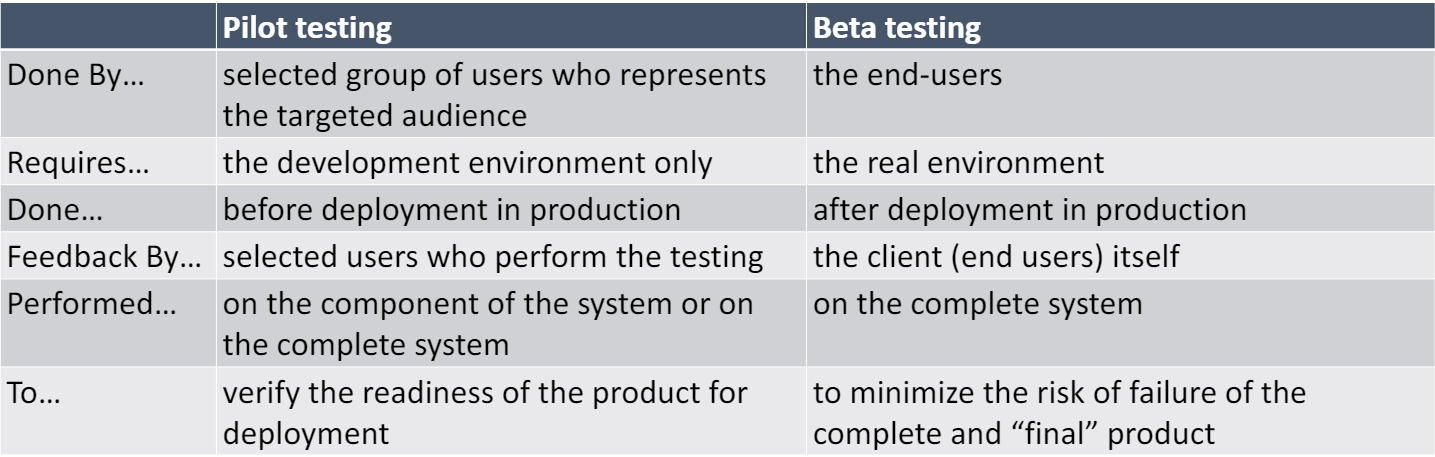 Pilot testing Beta testing
Done By... selected group of users who represents the end-users
the targeted audience
Requires... the development environment only the real environment
Done... before deployment in production after deployment in production
Feedback By... selected users who perform the testing the client (end users) itself
Performed... on the component of the system or on on the complete system
the complete system
To... verify the readiness of the product for to minimize the risk of failure of the
deployment complete and “final” product